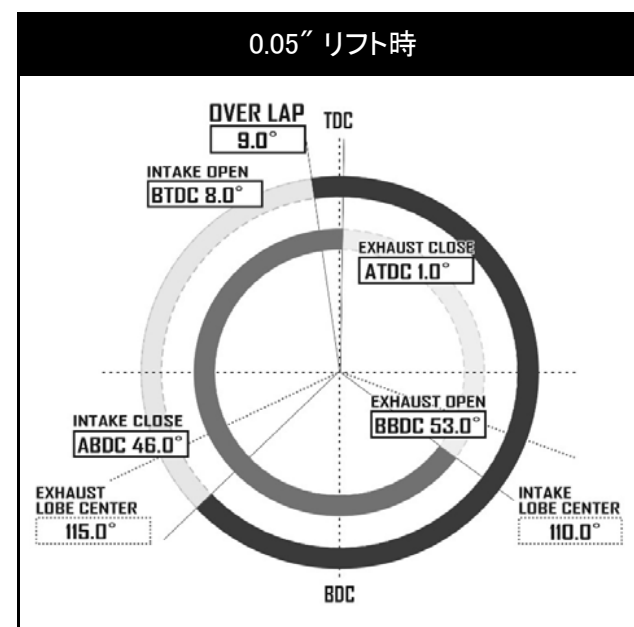 0.05″ リフト時
OVER LAP
9.0°
TDC
INTAKE OPEN
BTDC 8.0°
EXHAUST CLOSE
ATDC 1.0°
EXHAUST OPEN
BBDC 53.0°
INTAKE CLOSE
ABDC 46.0°
EXHAUST
LOBE CENTER
115.0°
INTAKE
LOBE CENTER
110.0°
BDC